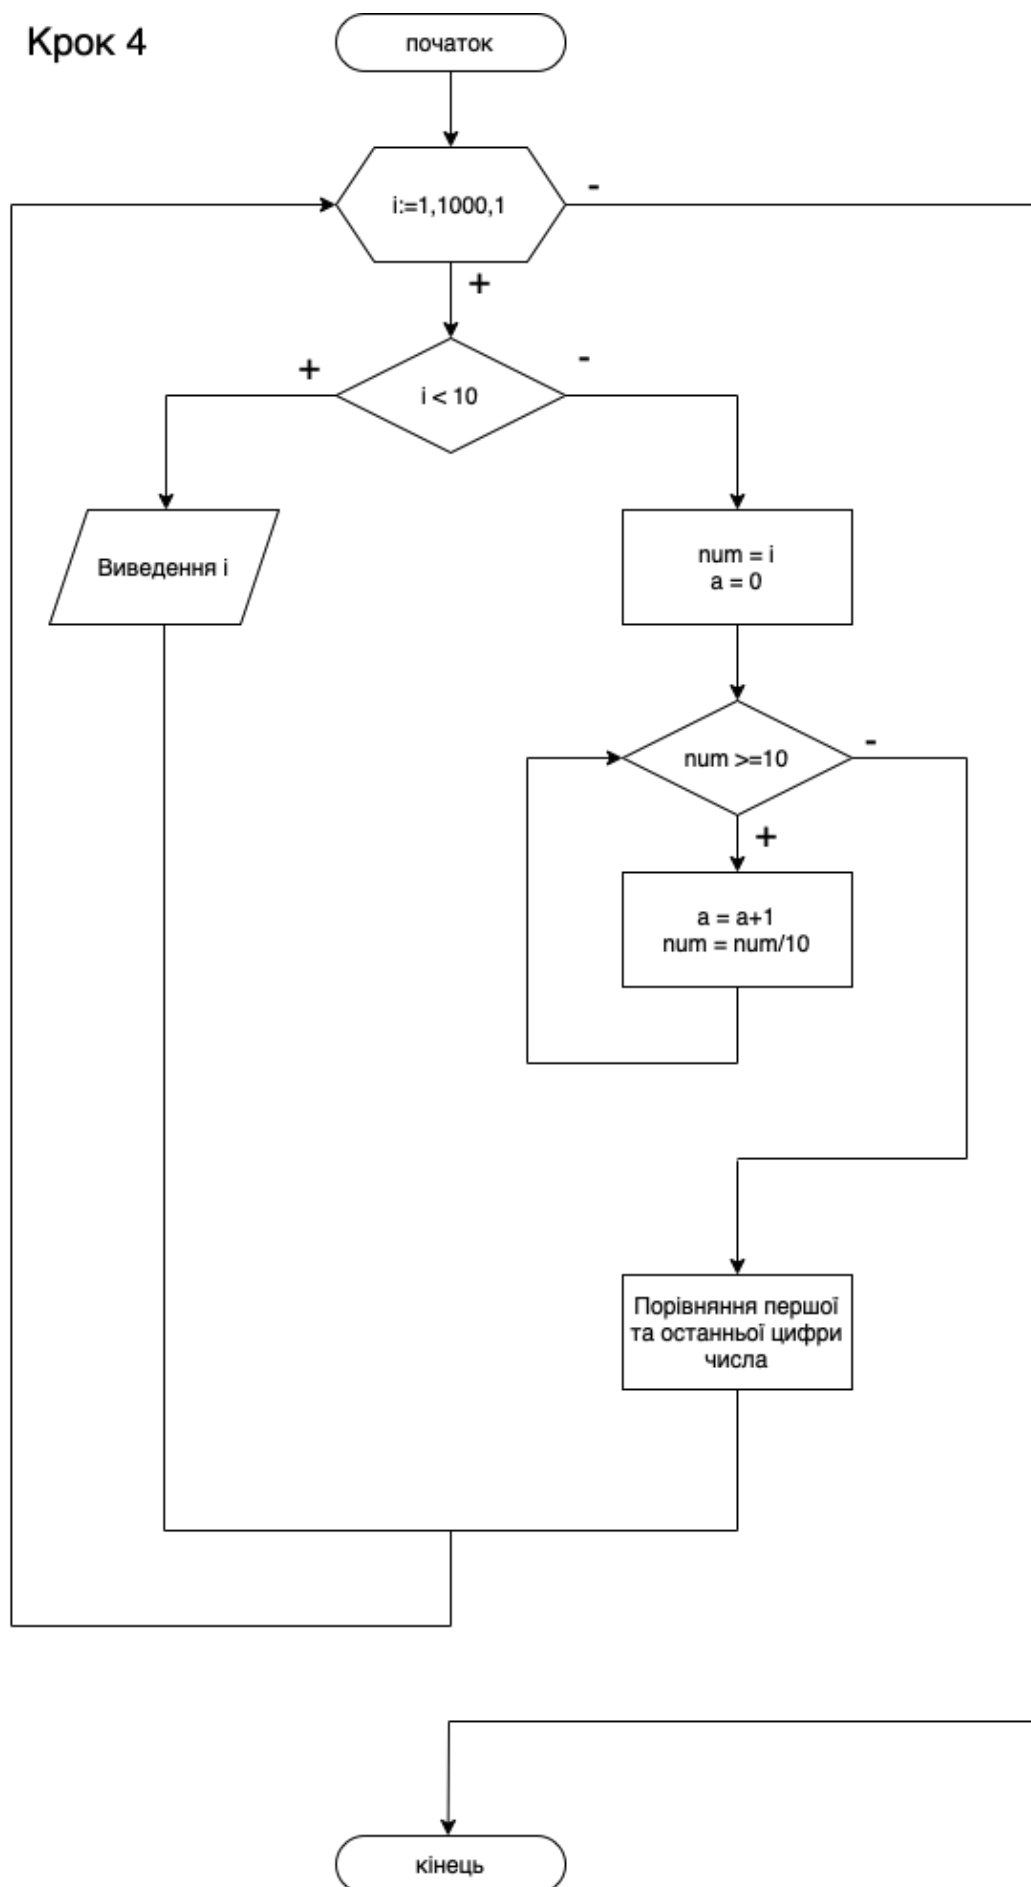 Крок 4
початок
i:=1,1000,1
-
+
+
i < 10
-
Виведення і
num = i
a = 0
num >=10
-
+
a = a+1
num = num/10
Порівняння першої
та останньої цифри
числа
кінець